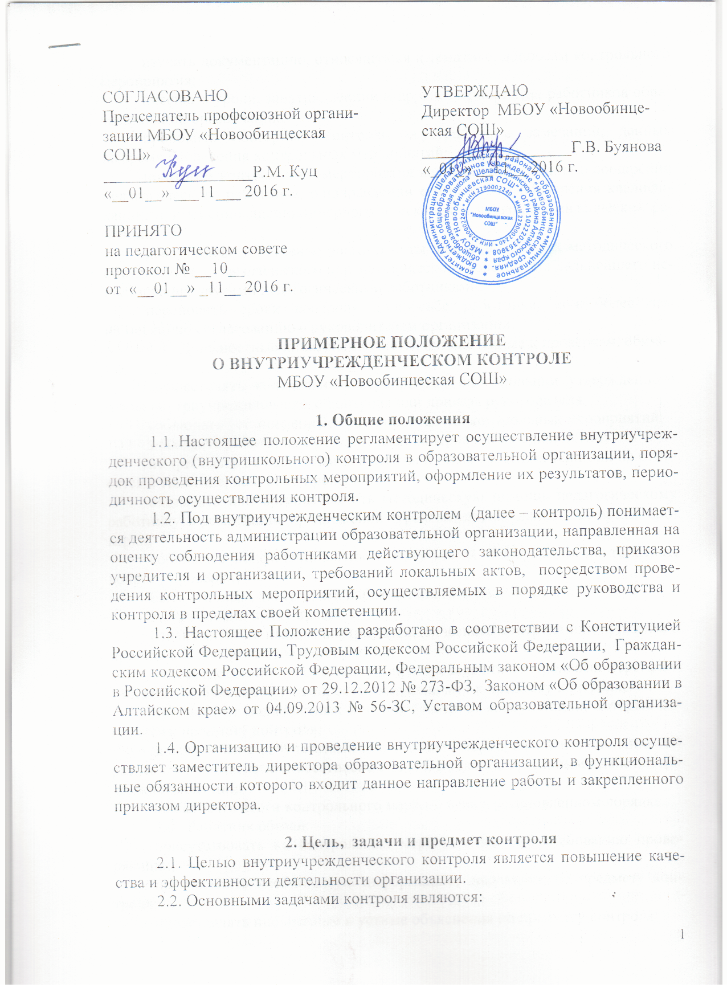 СОГЛАСОВАНО
Председатель профсоюзной органи-
зации МБОУ «Новообинцеская
СОШ»
___________________Р.М. Куц
«__01__» ___11___ 2016 г.
УТВЕРЖДАЮ
Директор  МБОУ «Новообинце-
ская СОШ»
___________________Г.В. Буянова
«_01_» __11__ 2016 г.
МБОУ
"Новообинцевская
СОШ"
ПРИНЯТО
на педагогическом совете
протокол № __10__
от  «__01__» _11__ 2016 г.
ПРИМЕРНОЕ ПОЛОЖЕНИЕ
О ВНУТРИУЧРЕЖДЕНЧЕСКОМ КОНТРОЛЕ
МБОУ «Новообинцеская СОШ»
1. Общие положения
1.1. Настоящее положение регламентирует осуществление внутриучреж-
денческого (внутришкольного) контроля в образовательной организации, поря-
док проведения контрольных мероприятий, оформление их результатов, перио-
дичность осуществления контроля.
1.2. Под внутриучрежденческим контролем  (далее – контроль) понимает-
ся деятельность администрации образовательной организации, направленная на
оценку соблюдения работниками действующего законодательства, приказов
учредителя и организации, требований локальных актов,  посредством прове-
дения контрольных мероприятий, осуществляемых в порядке руководства и
контроля в пределах своей компетенции.
1.3. Настоящее Положение разработано в соответствии с Конституцией
Российской Федерации, Трудовым кодексом Российской Федерации,  Граждан-
ским кодексом Российской Федерации, Федеральным законом «Об образовании
в Российской Федерации» от 29.12.2012 № 273-ФЗ,  Законом «Об образовании в
Алтайском крае» от 04.09.2013 № 56-ЗС, Уставом образовательной организа-
ции.
1.4. Организацию и проведение внутриучрежденческого контроля осуще-
ствляет заместитель директора образовательной организации, в функциональ-
ные обязанности которого входит данное направление работы и закрепленного
приказом директора.
2. Цель,  задачи и предмет контроля
2.1. Целью внутриучрежденческого контроля является повышение каче-
ства и эффективности деятельности организации.
2.2. Основными задачами контроля являются:
1